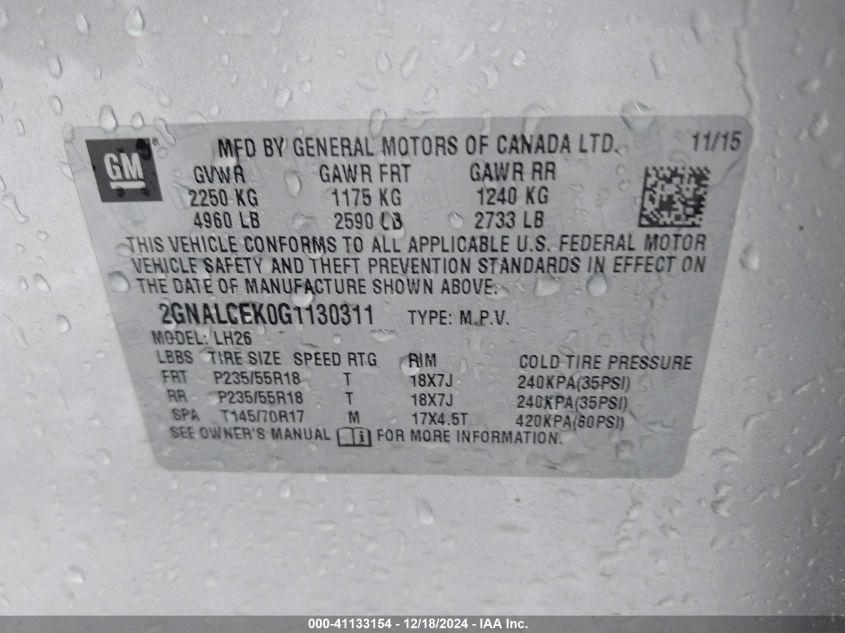 GM®
MFD BY GENERAL MOTORS OF CANADA LTD. 11/15
GVWR GAWR FRT GAWR RR
2250 KG 1175 KG 1240 KG
4960 LB 2590 LB 2733 LB
THIS VEHICLE CONFORMS TO ALL APPLICABLE U.S. FEDERAL MOTOR
VEHICLE SAFETY AND THEFT PREVENTION STANDARDS IN EFFECT ON
THE DATE OF MANUFACTURE SHOWN ABOVE.
2GNALCEK0G1130311 TYPE: M.P.V.
MODEL: LH26
LBBS TIRE SIZE SPEED RTG RIM COLD TIRE PRESSURE
FRT P235/55R18 T 18X7J 240KPA(35PSI)
RR P235/55R18 T 18X7J 240KPA(35PSI)
SPA T145/70R17 M 17X4.5T 420KPA(60PSI)
SEE OWNER'S MANUAL FOR MORE INFORMATION.
000-41133154 - 12/18/2024 - IAA Inc.